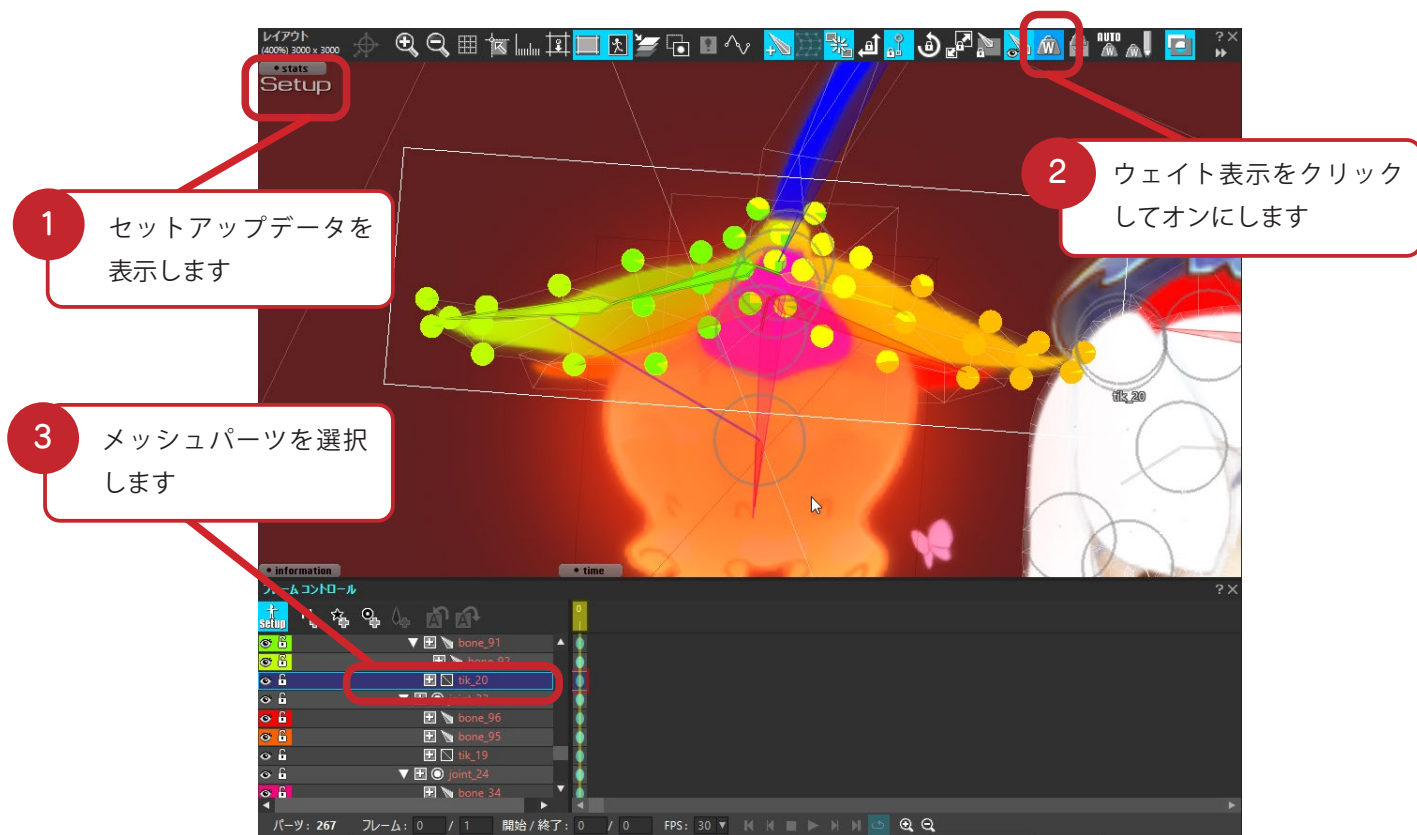 レイアウト
(400%) 3000 x 3000
AUTO
W
W
W
? ×
• stats
Setup
1
セットアップデータを
表示します
2
ウェイト表示をクリック
してオンにします
3
メッシュパーツを選択
します
tik_20
• information
• time
フレームコントロール
? ×
Setup
A
A
0
bone_91
tik_20
bone_96
bone_95
tik_19
joint_24
bone 34
パーツ: 267
フレーム: 0 / 1
開始 / 終了: 0 / 0
FPS: 30